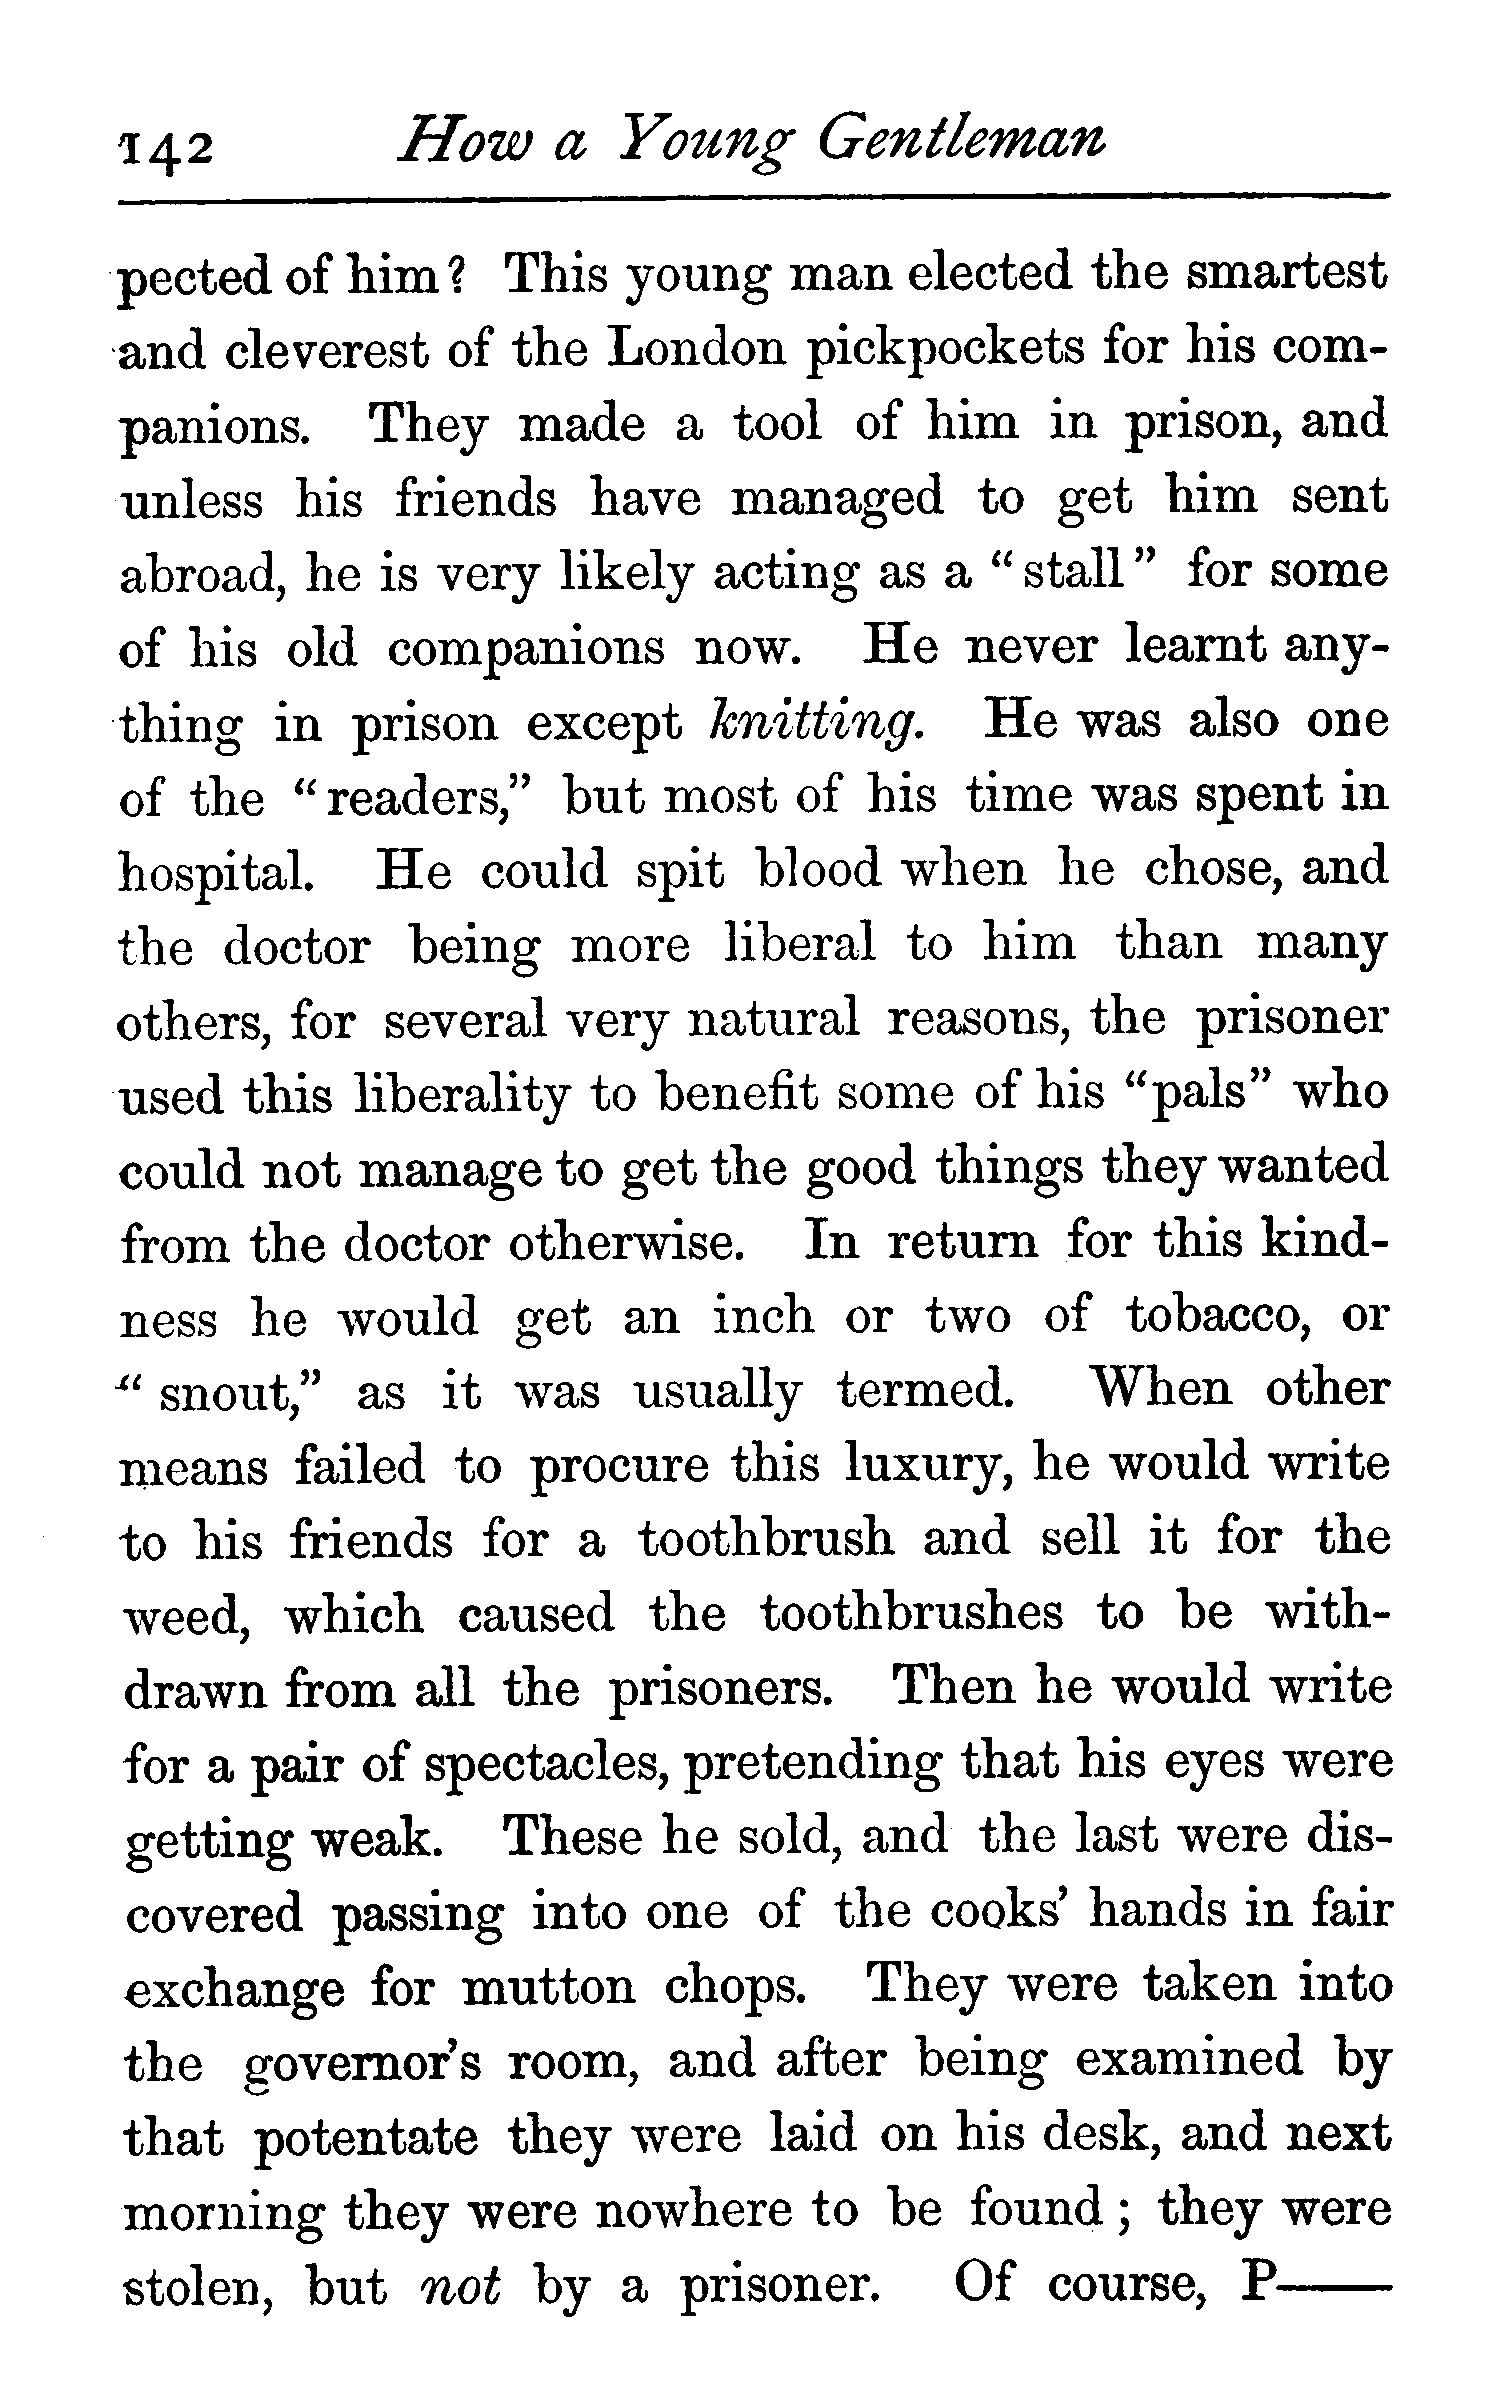 142 How a Young Gentleman
pected of him? This young man elected the smartest
and cleverest of the London pickpockets for his com-
panions. They made a tool of him in prison, and
unless his friends have managed to get him sent
abroad, he is very likely acting as a "stall" for some
of his old companions now. He never learnt any-
thing in prison except knitting. He was also one
of the "readers," but most of his time was spent in
hospital. He could spit blood when he chose, and
the doctor being more liberal to him than many
others, for several very natural reasons, the prisoner
used this liberality to benefit some of his "pals" who
could not manage to get the good things they wanted
from the doctor otherwise. In return for this kind-
ness he would get an inch or two of tobacco, or
"snout," as it was usually termed. When other
means failed to procure this luxury, he would write
to his friends for a toothbrush and sell it for the
weed, which caused the toothbrushes to be with-
drawn from all the prisoners. Then he would write
for a pair of spectacles, pretending that his eyes were
getting weak. These he sold, and the last were dis-
covered passing into one of the cooks' hands in fair
exchange for mutton chops. They were taken into
the governor's room, and after being examined by
that potentate they were laid on his desk, and next
morning they were nowhere to be found; they were
stolen, but not by a prisoner. Of course, P——